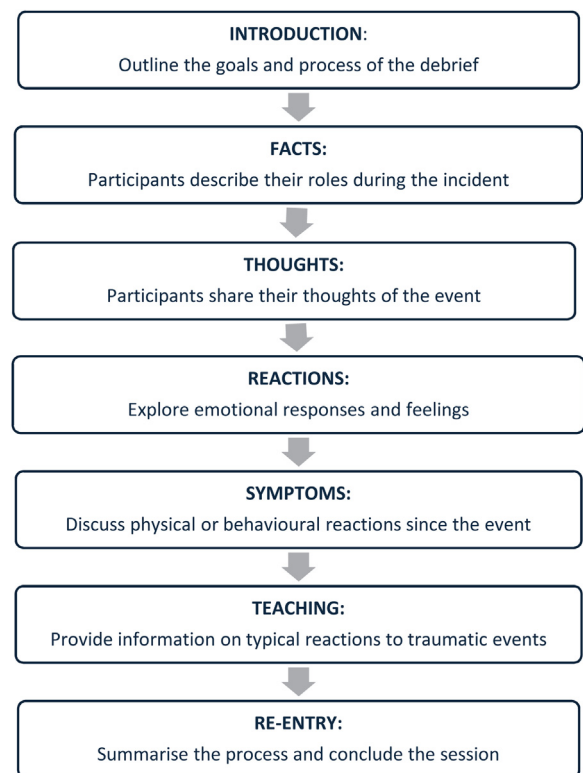 INTRODUCTION:
Outline the goals and process of the debrief
FACTS:
Participants describe their roles during the incident
THOUGHTS:
Participants share their thoughts of the event
REACTIONS:
Explore emotional responses and feelings
SYMPTOMS:
Discuss physical or behavioural reactions since the event
TEACHING:
Provide information on typical reactions to traumatic events
RE-ENTRY:
Summarise the process and conclude the session